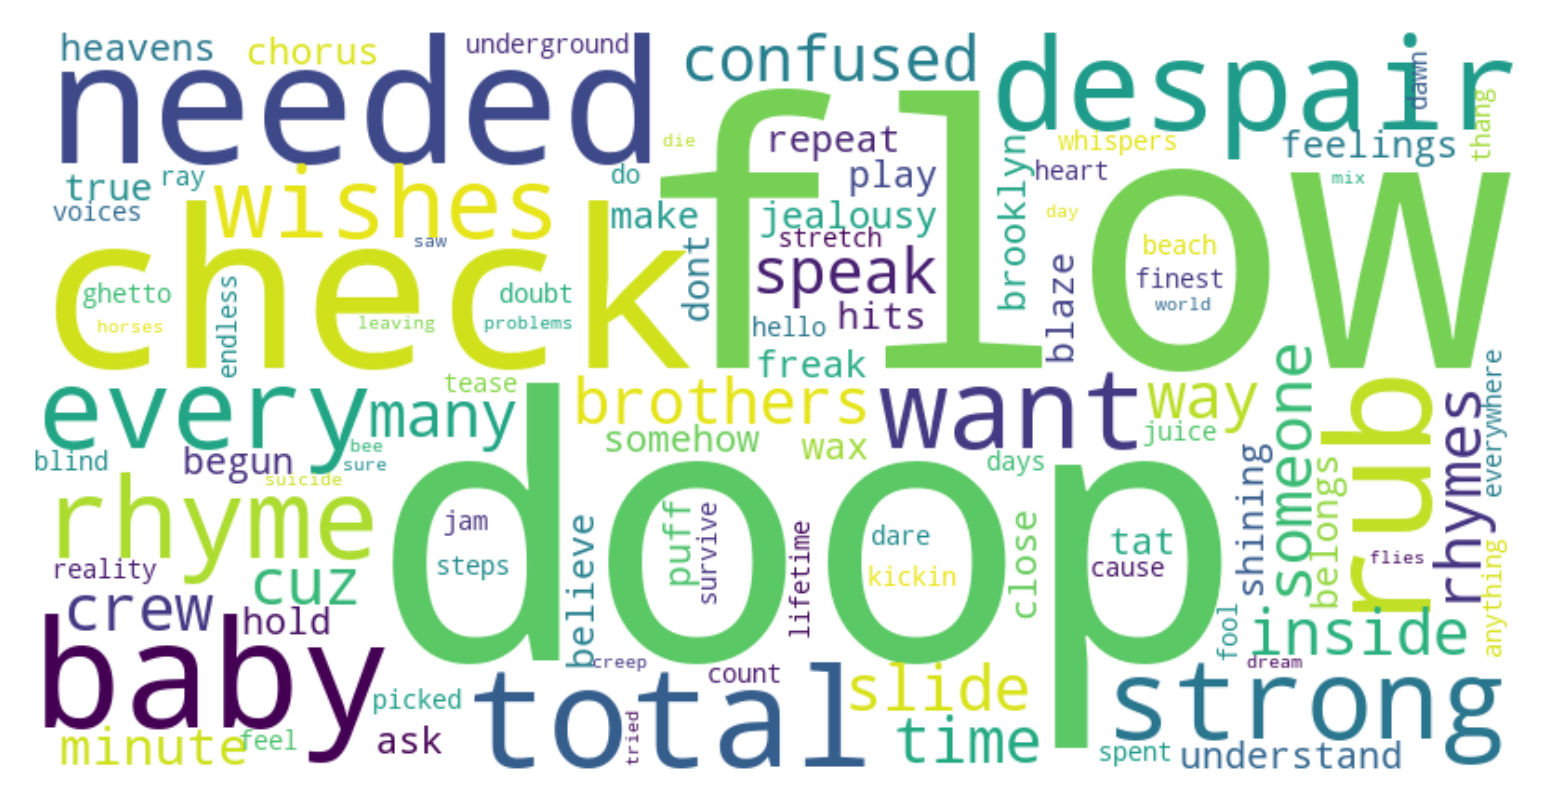 heavens chorus underground confused despair dawn
needed flow thang
die repeat whispers feelings
true ray wishes do play brooklyn heart mix
voices saw make jealousy day
check dont stretch speak beach
ghetto endless doubt hits blaze finest
horses leaving problems hello world
freak
every many tease brothers want way someone rub rhymes everywhere
bee somehow wax juice
blind begun sure days
suicide doop shining belongs
rhyme jam believe puff survive lifetime dare close tat
reality steps kickin cause flies anything
cuz
crew hold fool inside
baby creep count dream
picked total slide strong
minute feel ask tried time spent understand